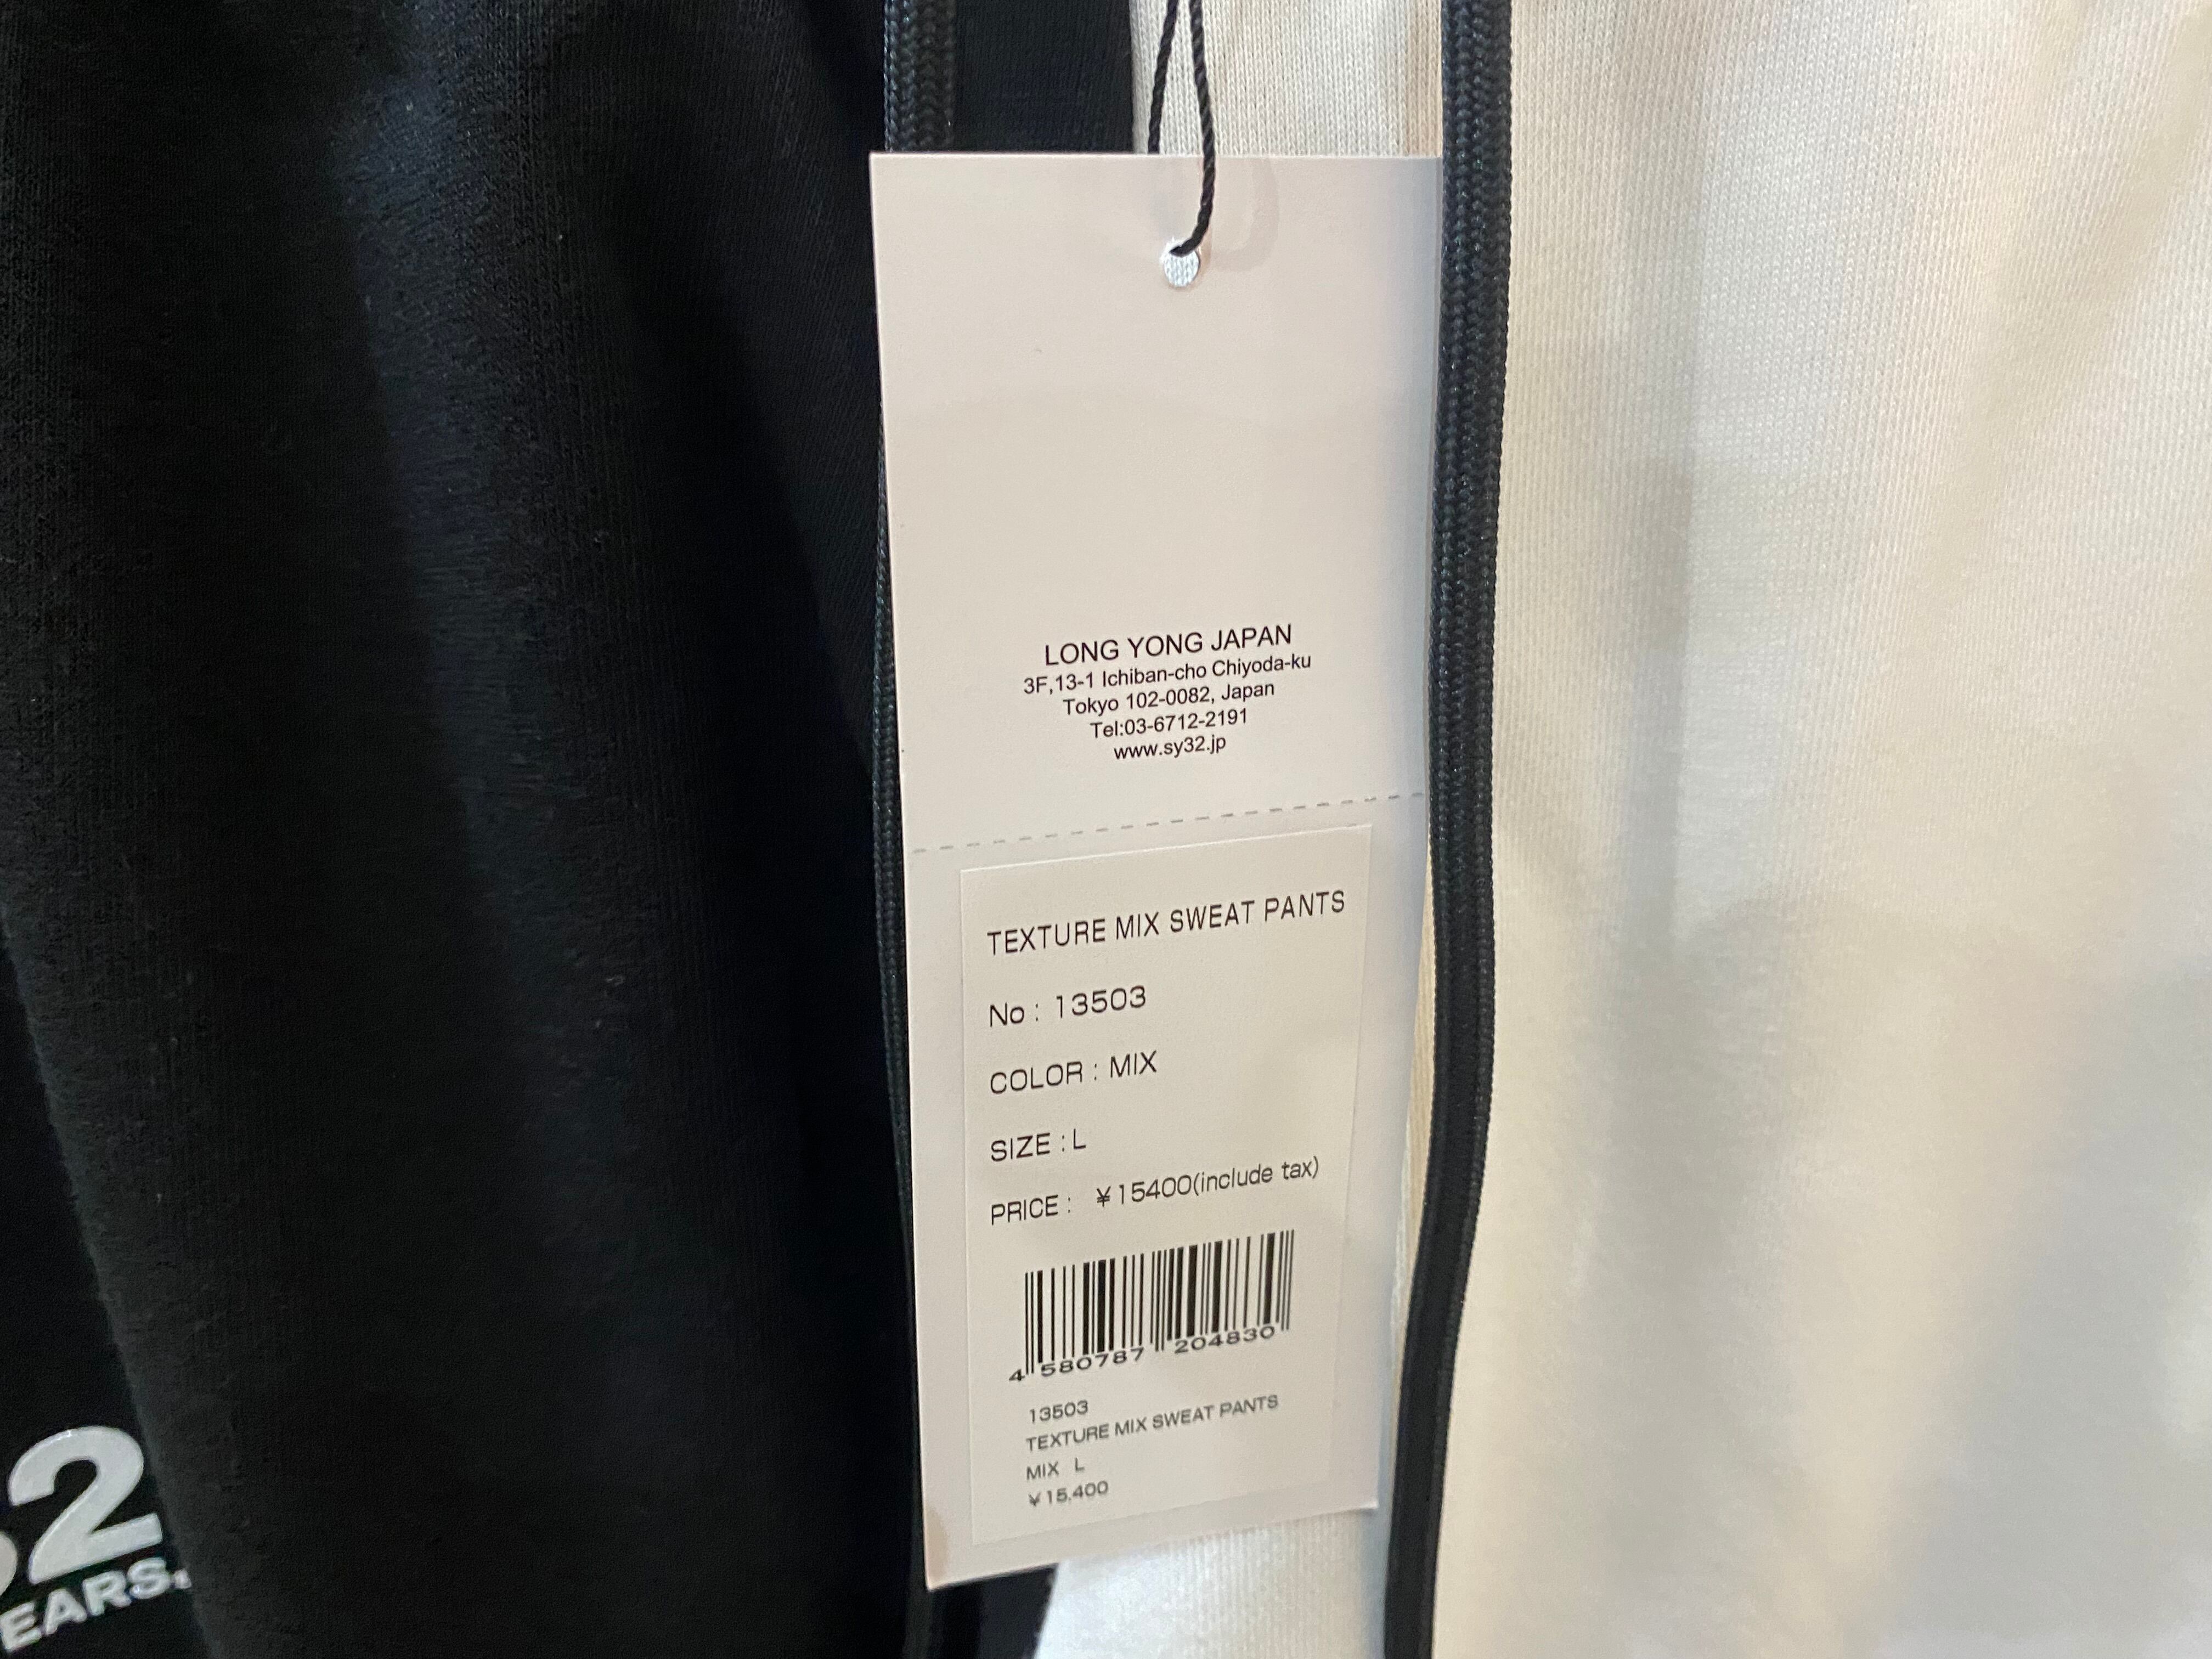 LONG YONG JAPAN
3F,13-1 Ichiban-cho Chiyoda-ku
Tokyo 102-0082, Japan
Tel:03-6712-2191
www.sy32.jp
TEXTURE MIX SWEAT PANTS
No : 13503
COLOR : MIX
SIZE : L
PRICE : ¥15400(include tax)
4 580787 204830
13503
TEXTURE MIX SWEAT PANTS
MIX L
¥15,400
2
EARS.